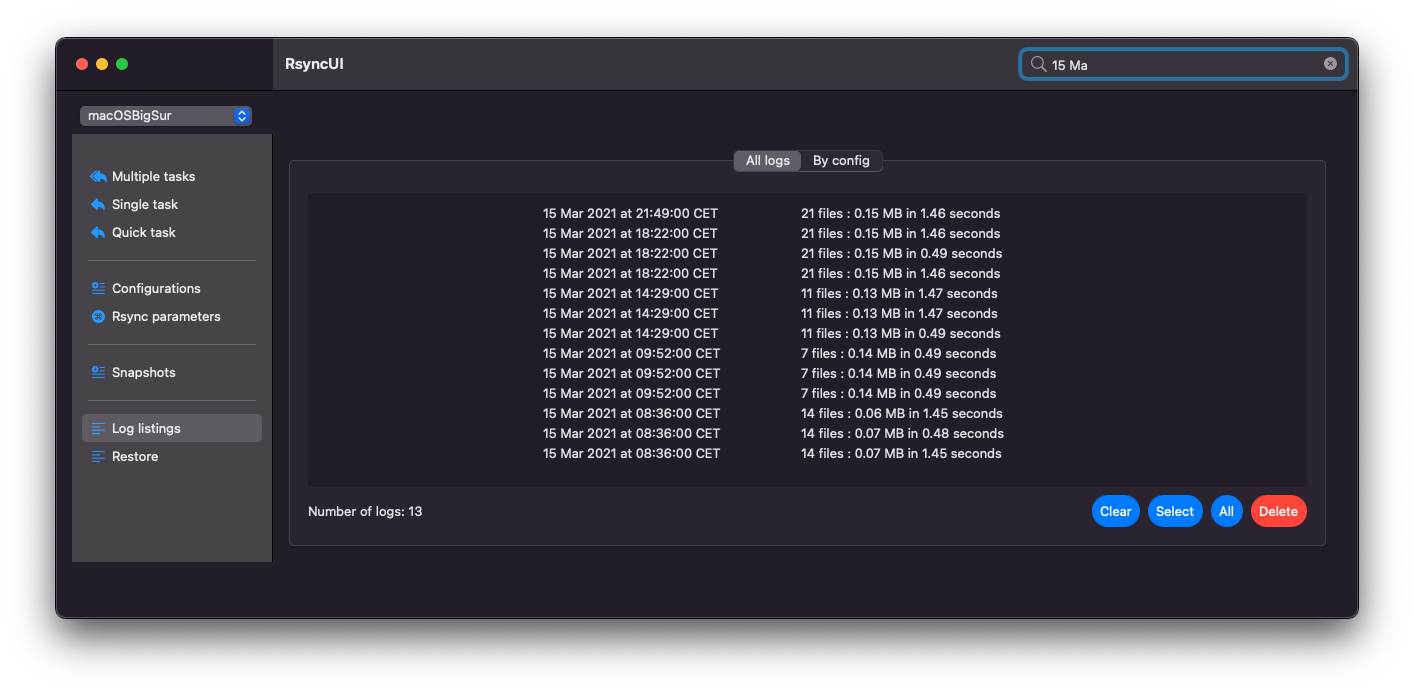 RsyncUI
15 Ma
macOSBigSur
Multiple tasks
Single task
Quick task
Configurations
Rsync parameters
Snapshots
Log listings
Restore
All logs By config
15 Mar 2021 at 21:49:00 CET 21 files : 0.15 MB in 1.46 seconds
15 Mar 2021 at 18:22:00 CET 21 files : 0.15 MB in 1.46 seconds
15 Mar 2021 at 18:22:00 CET 21 files : 0.15 MB in 0.49 seconds
15 Mar 2021 at 18:22:00 CET 21 files : 0.15 MB in 1.46 seconds
15 Mar 2021 at 14:29:00 CET 11 files : 0.13 MB in 1.47 seconds
15 Mar 2021 at 14:29:00 CET 11 files : 0.13 MB in 1.47 seconds
15 Mar 2021 at 14:29:00 CET 11 files : 0.13 MB in 0.49 seconds
15 Mar 2021 at 09:52:00 CET 7 files : 0.14 MB in 0.49 seconds
15 Mar 2021 at 09:52:00 CET 7 files : 0.14 MB in 0.49 seconds
15 Mar 2021 at 09:52:00 CET 7 files : 0.14 MB in 0.49 seconds
15 Mar 2021 at 08:36:00 CET 14 files : 0.06 MB in 1.45 seconds
15 Mar 2021 at 08:36:00 CET 14 files : 0.07 MB in 0.48 seconds
15 Mar 2021 at 08:36:00 CET 14 files : 0.07 MB in 1.45 seconds
Number of logs: 13
Clear Select All Delete